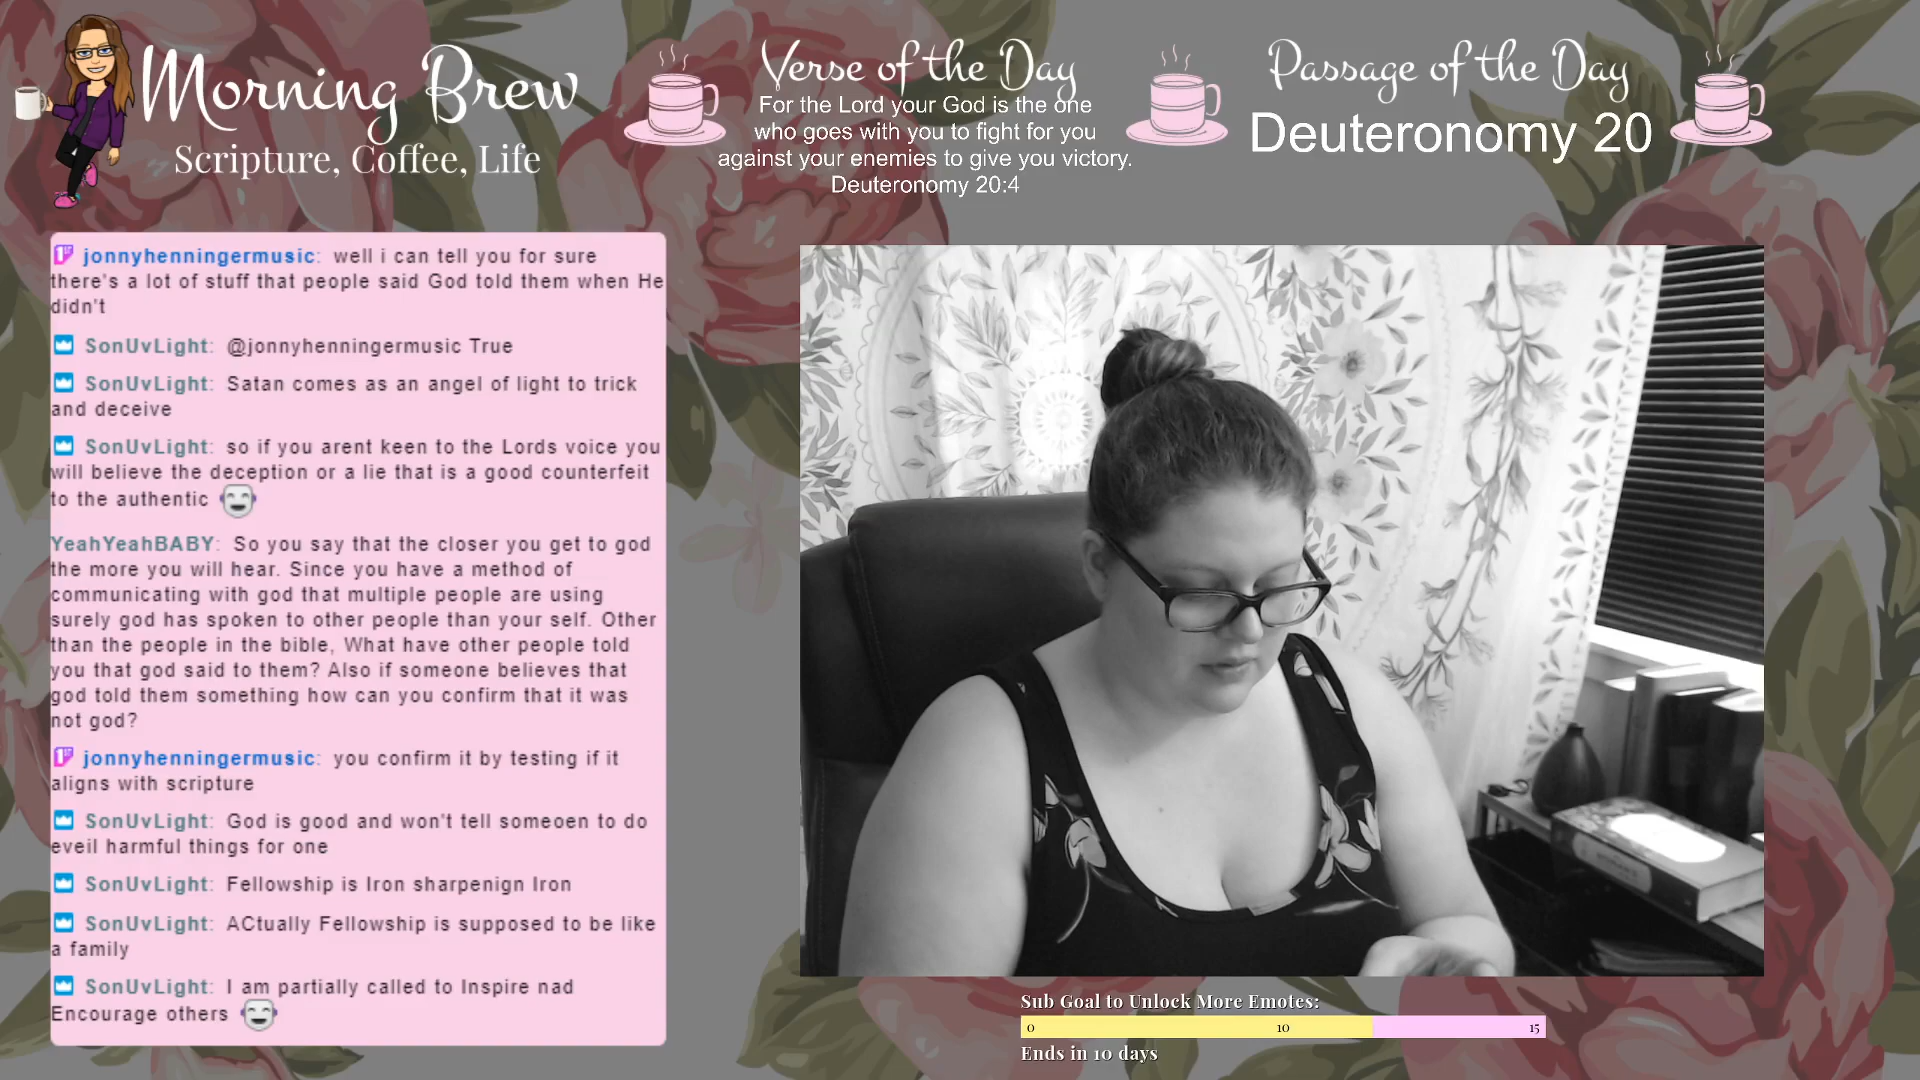 Morning Brew
Scripture, Coffee, Life
Verse of the Day
For the Lord your God is the one
who goes with you to fight for you
against your enemies to give you victory.
Deuteronomy 20:4
Passage of the Day
Deuteronomy 20
jonnyhenningermusic: well i can tell you for sure
there's a lot of stuff that people said God told them when He
didn't
SonUvLight: @jonnyhenningermusic True
SonUvLight: Satan comes as an angel of light to trick
and deceive
SonUvLight: so if you arent keen to the Lords voice you
will believe the deception or a lie that is a good counterfeit
to the authentic
YeahYeahBABY: So you say that the closer you get to god
the more you will hear. Since you have a method of
communicating with god that multiple people are using
surely god has spoken to other people than your self. Other
than the people in the bible, What have other people told
you that god said to them? Also if someone believes that
god told them something how can you confirm that it was
not god?
jonnyhenningermusic: you confirm it by testing if it
aligns with scripture
SonUvLight: God is good and won't tell someoen to do
eveil harmful things for one
SonUvLight: Fellowship is Iron sharpenign Iron
SonUvLight: ACtually Fellowship is supposed to be like
a family
SonUvLight: I am partially called to Inspire nad
Encourage others
Sub Goal to Unlock More Emotes:
0 10 15
Ends in 10 days